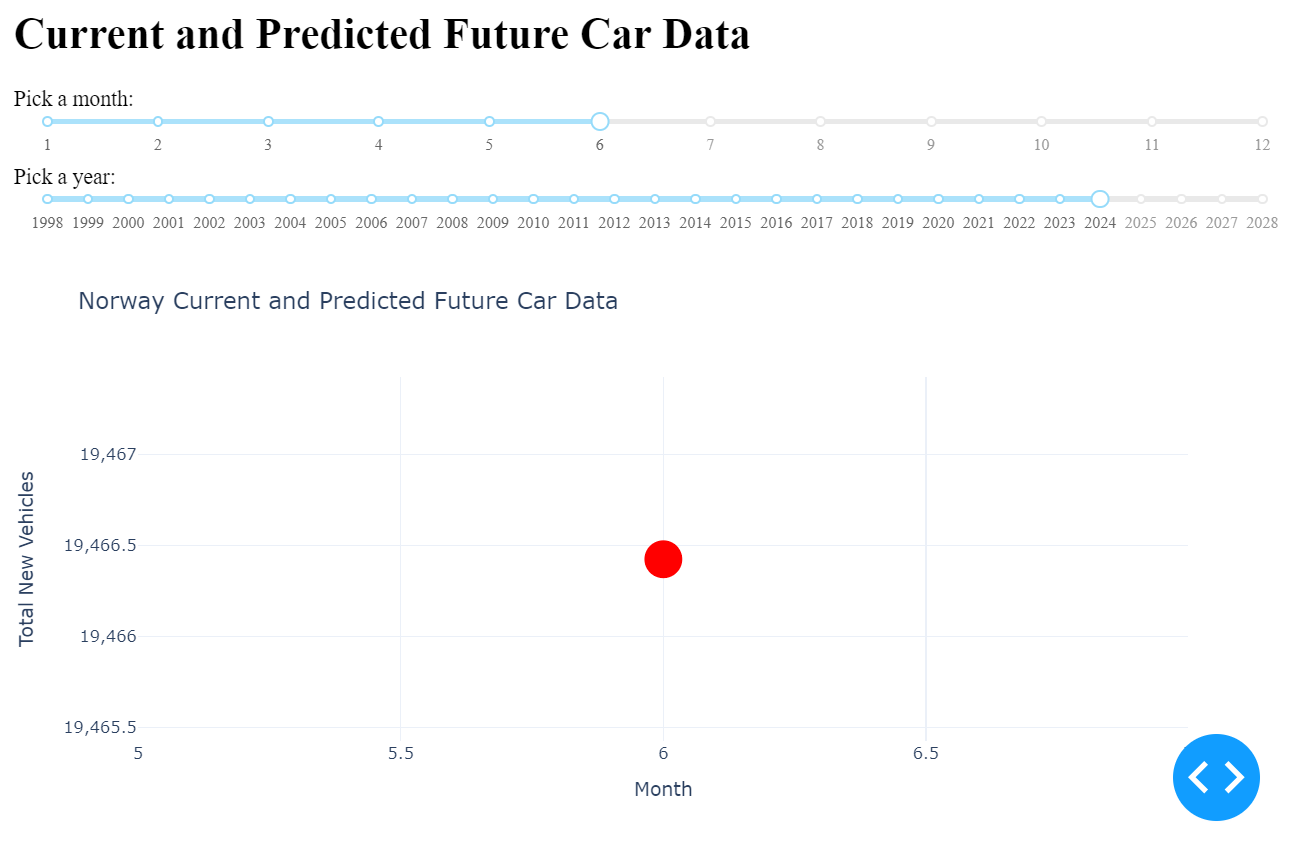 Current and Predicted Future Car Data
Pick a month:
1 2 3 4 5 6 7 8 9 10 11 12
Pick a year:
1998 1999 2000 2001 2002 2003 2004 2005 2006 2007 2008 2009 2010 2011 2012 2013 2014 2015 2016 2017 2018 2019 2020 2021 2022 2023 2024 2025 2026 2027 2028
Norway Current and Predicted Future Car Data
Total New Vehicles
19,467
19,466.5
19,466
19,465.5
5 5.5 6 6.5
Month